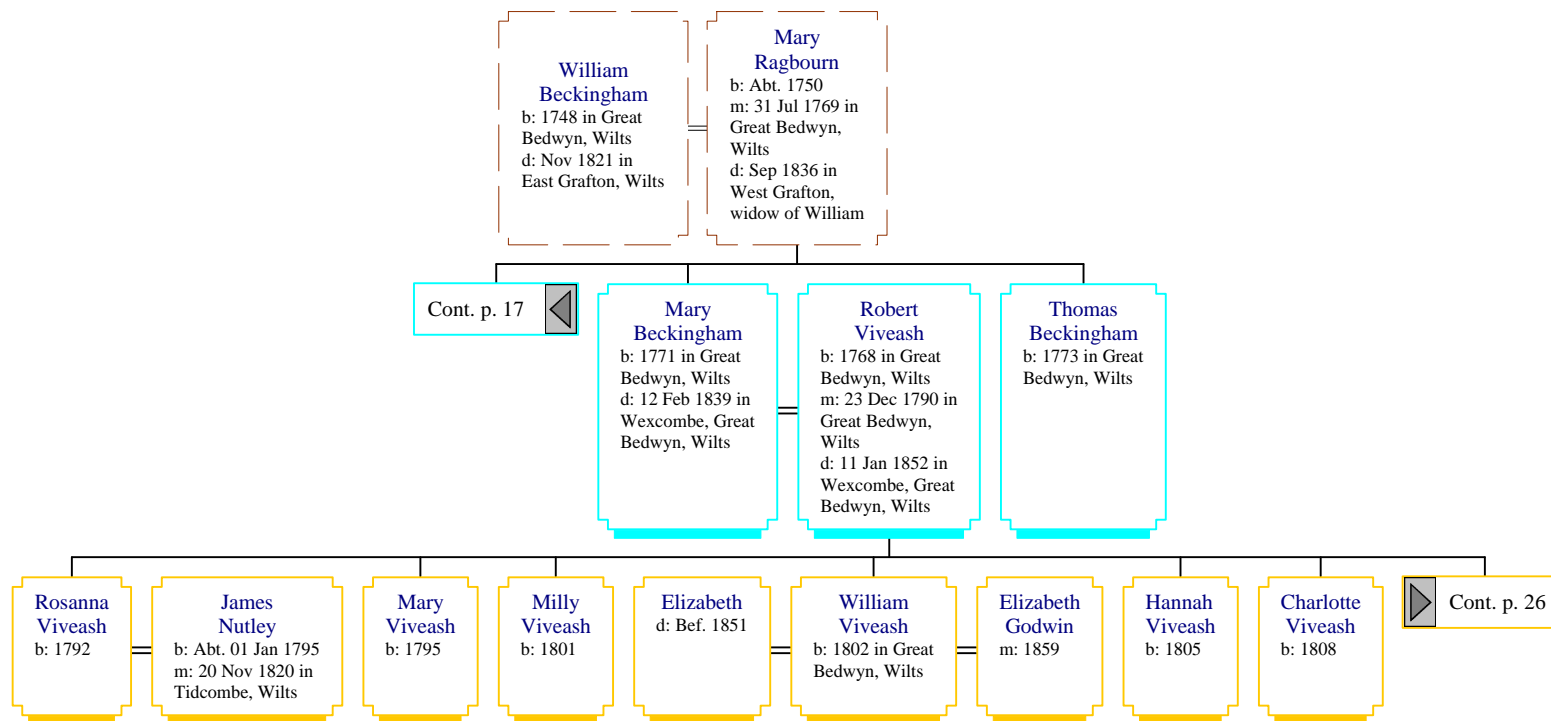 William
Beckingham
b: 1748 in Great
Bedwyn, Wilts
d: Nov 1821 in
East Grafton, Wilts
Mary
Ragbourn
b: Abt. 1750
m: 31 Jul 1769 in
Great Bedwyn,
Wilts
d: Sep 1836 in
West Grafton,
widow of William
Cont. p. 17
Mary
Beckingham
b: 1771 in Great
Bedwyn, Wilts
d: 12 Feb 1839 in
Wexcombe, Great
Bedwyn, Wilts
Robert
Viveash
b: 1768 in Great
Bedwyn, Wilts
m: 23 Dec 1790 in
Great Bedwyn,
Wilts
d: 11 Jan 1852 in
Wexcombe, Great
Bedwyn, Wilts
Thomas
Beckingham
b: 1773 in Great
Bedwyn, Wilts
Rosanna
Viveash
b: 1792
James
Nutley
b: Abt. 01 Jan 1795
m: 20 Nov 1820 in
Tidcombe, Wilts
Mary
Viveash
b: 1795
Milly
Viveash
b: 1801
Elizabeth
d: Bef. 1851
William
Viveash
b: 1802 in Great
Bedwyn, Wilts
Elizabeth
Godwin
m: 1859
Hannah
Viveash
b: 1805
Charlotte
Viveash
b: 1808
Cont. p. 26